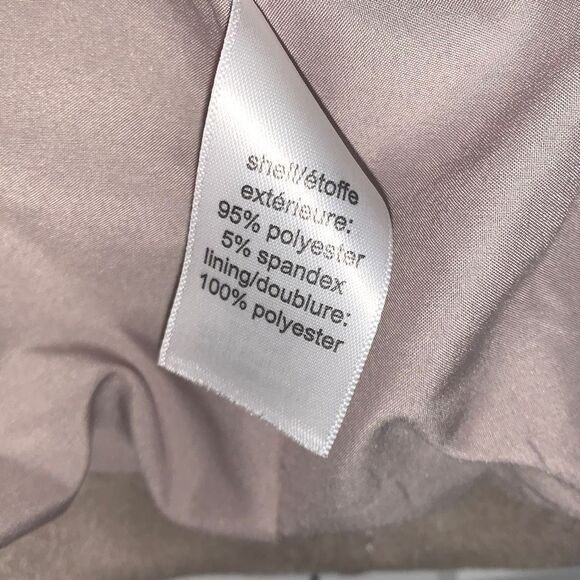 shell/étoffe
extérieure:
95% polyester
5% spandex
lining/doublure:
100% polyester